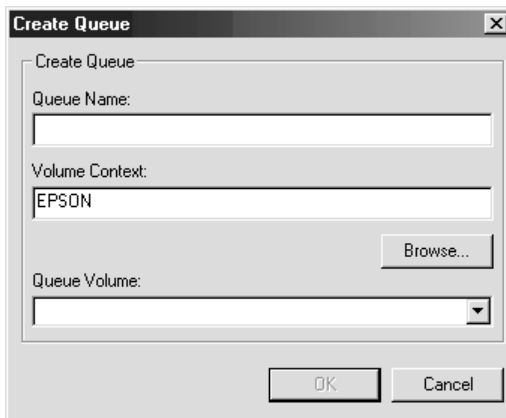 Create Queue
Create Queue
Queue Name:
Volume Context:
EPSON
Browse...
Queue Volume:
OK Cancel